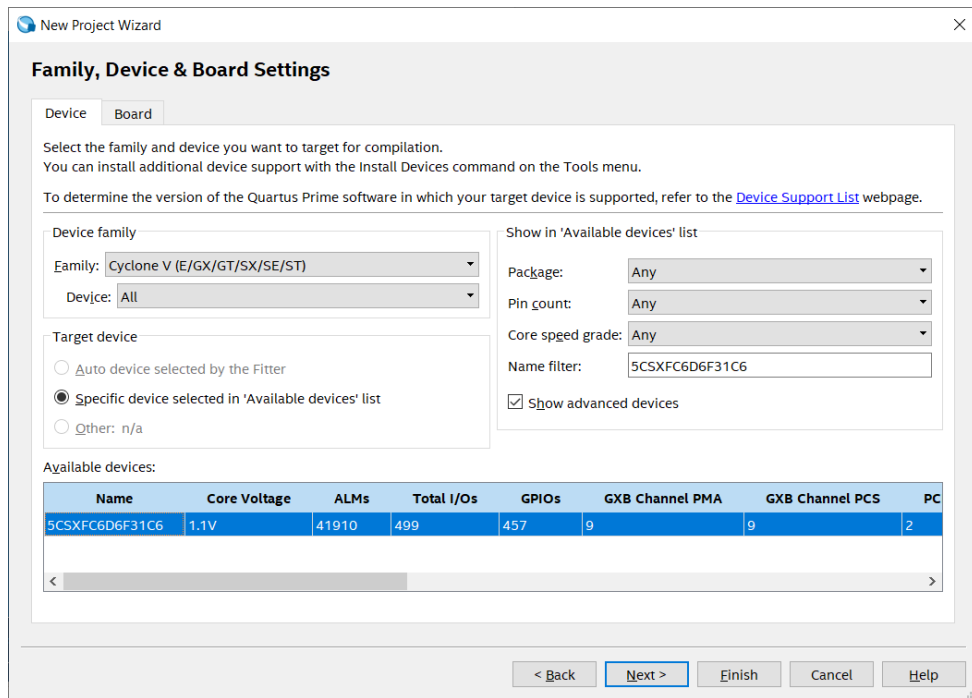 New Project Wizard
Family, Device & Board Settings
Device
Board
Select the family and device you want to target for compilation.
You can install additional device support with the Install Devices command on the Tools menu.
To determine the version of the Quartus Prime software in which your target device is supported, refer to the Device Support List webpage.
Device family
Family: Cyclone V (E/GX/GT/SX/SE/ST)
Device: All
Target device
Auto device selected by the Fitter
Specific device selected in 'Available devices' list
Other: n/a
Show in 'Available devices' list
Package: Any
Pin count: Any
Core speed grade: Any
Name filter: 5CSXFC6D6F31C6
Show advanced devices
Available devices:
Name Core Voltage ALMs Total I/Os GPIOs GXB Channel PMA GXB Channel PCS PC
5CSXFC6D6F31C6 1.1V 41910 499 457 9 9 2
< Back Next > Finish Cancel Help